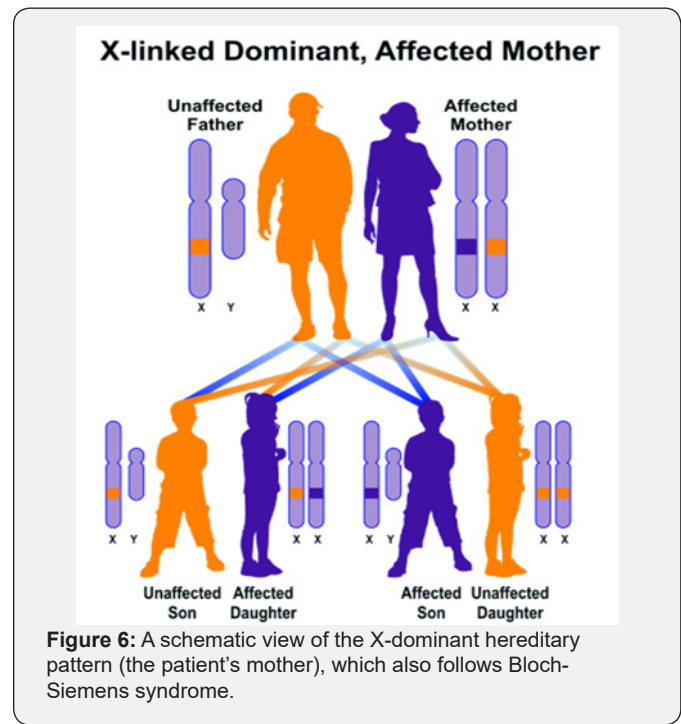 X-linked Dominant, Affected Mother
Unaffected
Father
Affected
Mother
X Y
X X
X Y
X X
X Y
X X
Unaffected
Son
Affected
Daughter
Affected
Son
Unaffected
Daughter
Figure 6: A schematic view of the X-dominant hereditary
pattern (the patient's mother), which also follows Bloch-
Siemens syndrome.